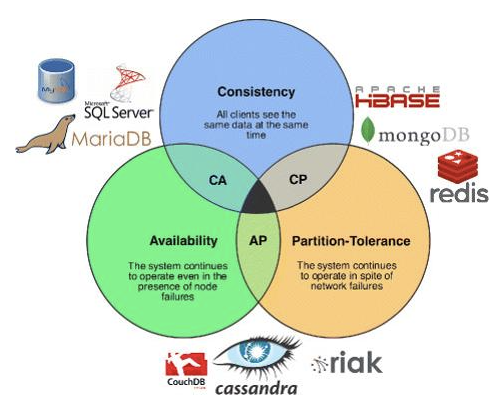 Consistency
All clients see the
same data at the same
time
MySQL
Microsoft
SQL Server
MariaDB
APACHE
HBASE
mongoDB
redis
CA
CP
AP
Availability
The system continues
to operate even in the
presence of node
failures
Partition-Tolerance
The system continues
to operate in spite of
network failures
CouchDB
cassandra
riak